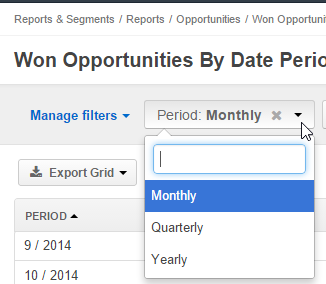 Reports & Segments / Reports / Opportunities / Won Opportuni
Won Opportunities By Date Perio
Manage filters Period: Monthly
Monthly
Export Grid
Quarterly
PERIOD
9 / 2014
Yearly
10 / 2014